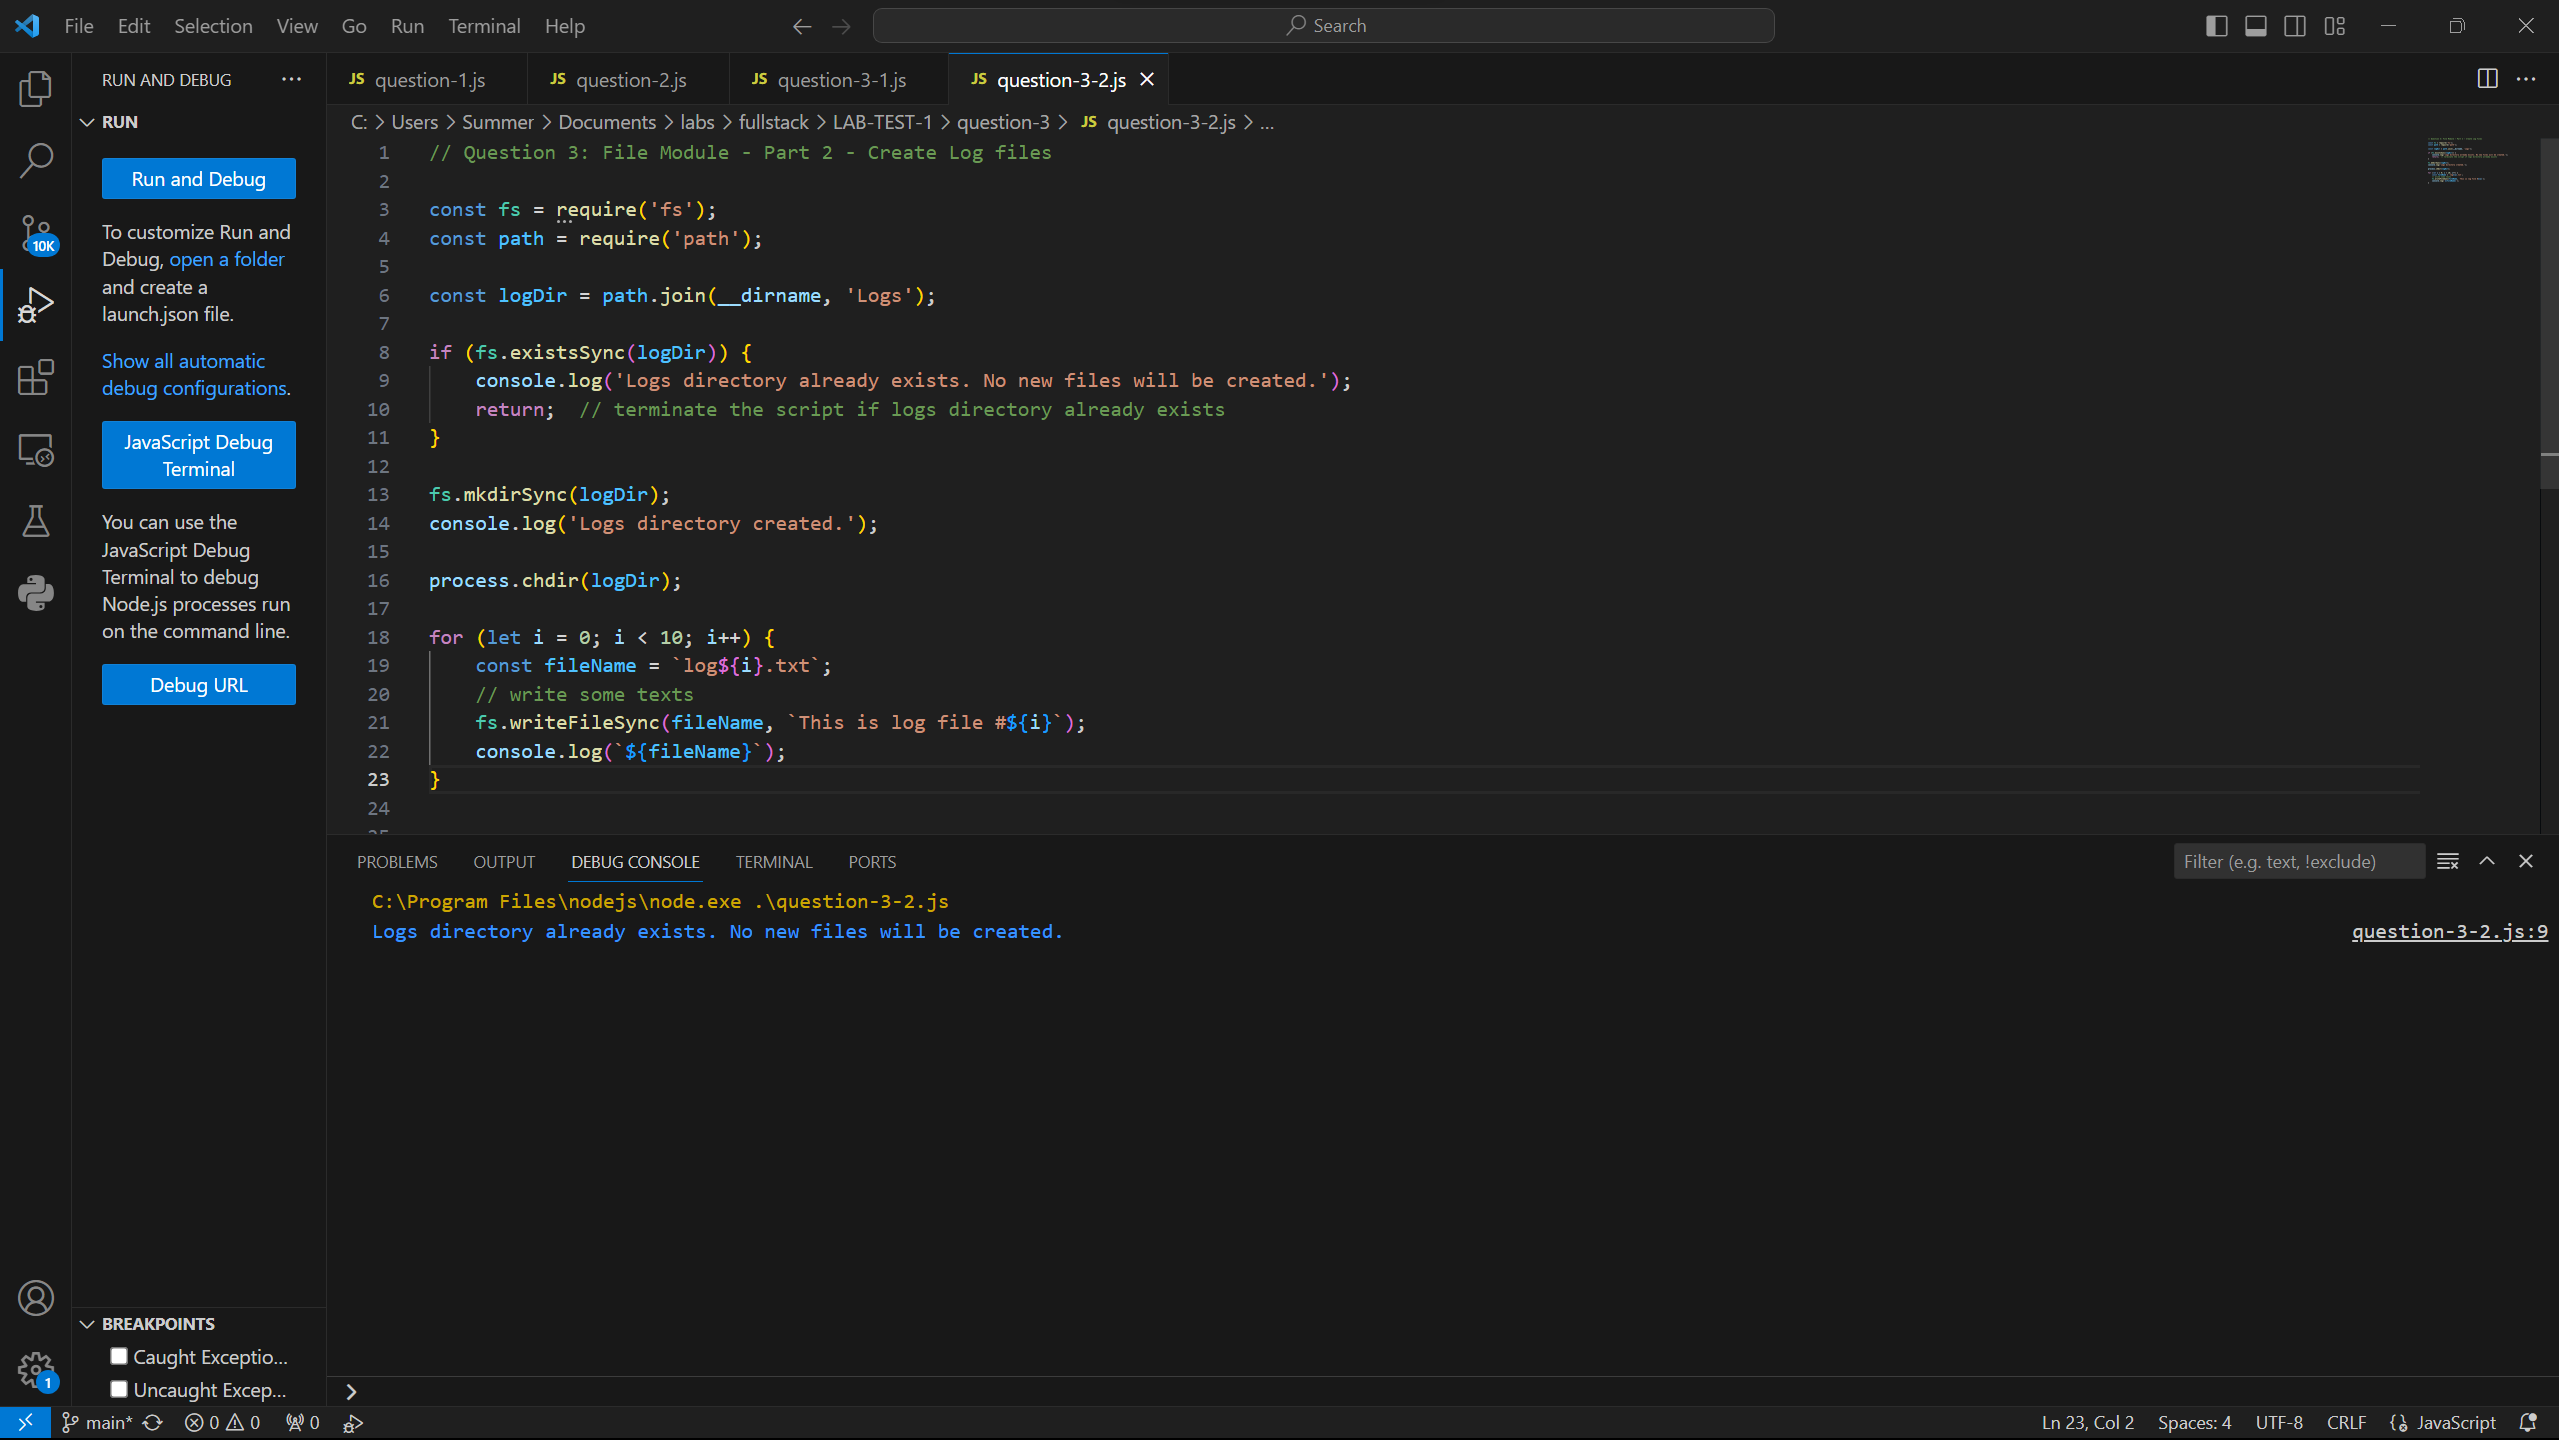 File Edit Selection View Go Run Terminal Help
Search
RUN AND DEBUG
RUN
Run and Debug
To customize Run and
Debug, open a folder
and create a
launch.json file.
Show all automatic
debug configurations.
JavaScript Debug
Terminal
You can use the
JavaScript Debug
Terminal to debug
Node.js processes run
on the command line.
Debug URL
10K
BREAKPOINTS
Caught Exceptio...
Uncaught Excep...
1
JS question-1.js
JS question-2.js
JS question-3-1.js
JS question-3-2.js
C: > Users > Summer > Documents > labs > fullstack > LAB-TEST-1 > question-3 > JS question-3-2.js > ...
1 // Question 3: File Module - Part 2 - Create Log files
2
3 const fs = require('fs');
4 const path = require('path');
5
6 const logDir = path.join(__dirname, 'Logs');
7
8 if (fs.existsSync(logDir)) {
9 console.log('Logs directory already exists. No new files will be created.');
10 return; // terminate the script if logs directory already exists
11 }
12
13 fs.mkdirSync(logDir);
14 console.log('Logs directory created.');
15
16 process.chdir(logDir);
17
18 for (let i = 0; i < 10; i++) {
19 const fileName = `log${i}.txt`;
20 // write some texts
21 fs.writeFileSync(fileName, `This is log file #${i}`);
22 console.log(`${fileName}`);
23 }
24
PROBLEMS OUTPUT DEBUG CONSOLE TERMINAL PORTS
Filter (e.g. text, !exclude)
C:\Program Files\nodejs\node.exe .\question-3-2.js
Logs directory already exists. No new files will be created.
question-3-2.js:9
>
main* 0 0 0
Ln 23, Col 2 Spaces: 4 UTF-8 CRLF JavaScript